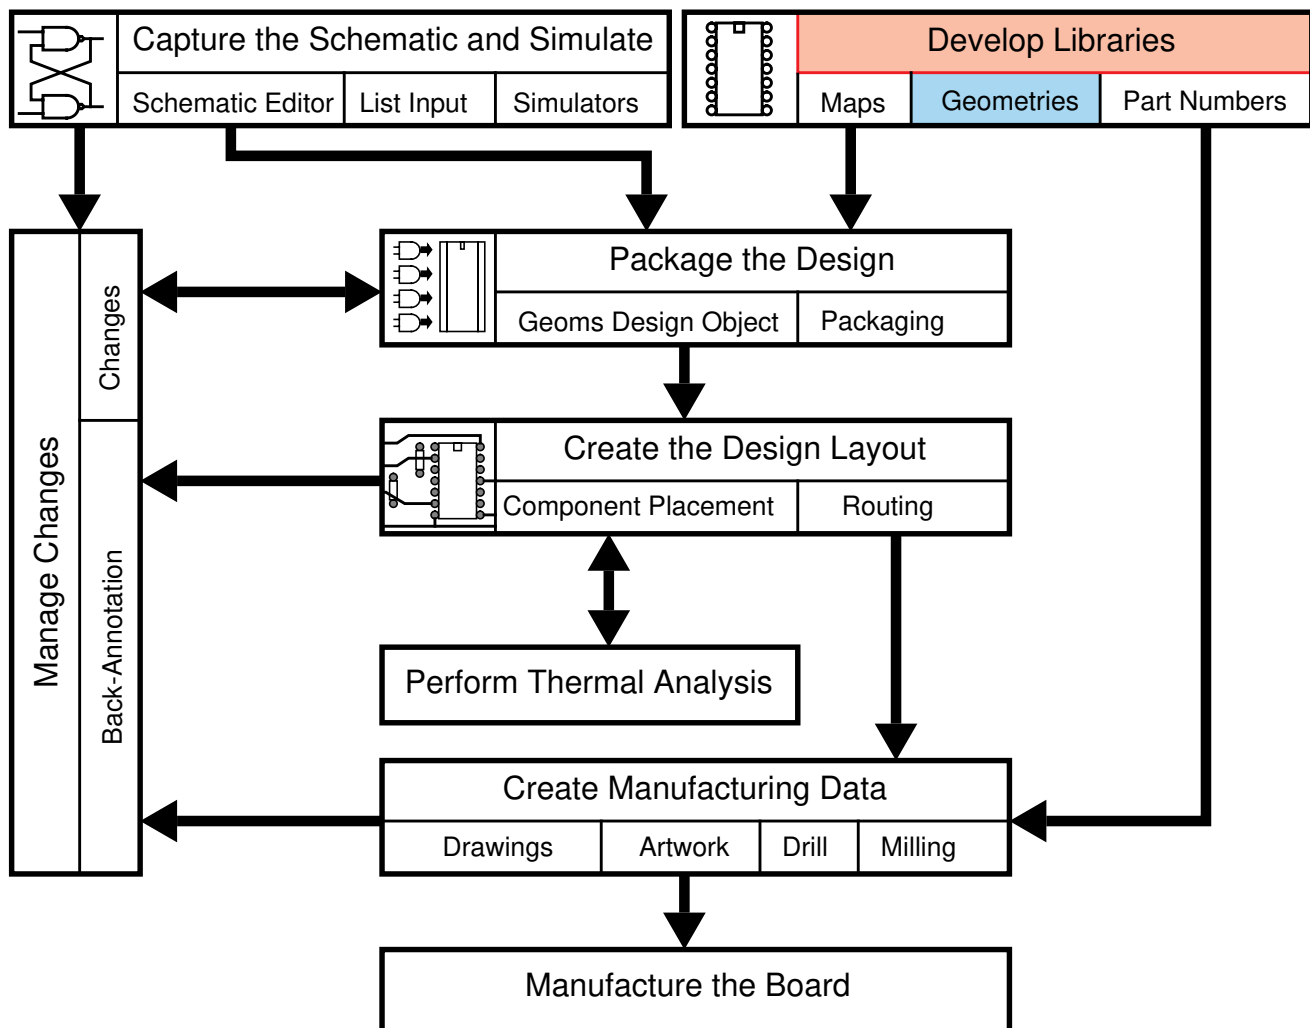 Capture the Schematic and Simulate
Schematic Editor
List Input
Simulators
Develop Libraries
Maps
Geometries
Part Numbers
Manage Changes
Changes
Back-Annotation
Package the Design
Geoms Design Object
Packaging
Create the Design Layout
Component Placement
Routing
Perform Thermal Analysis
Create Manufacturing Data
Drawings
Artwork
Drill
Milling
Manufacture the Board